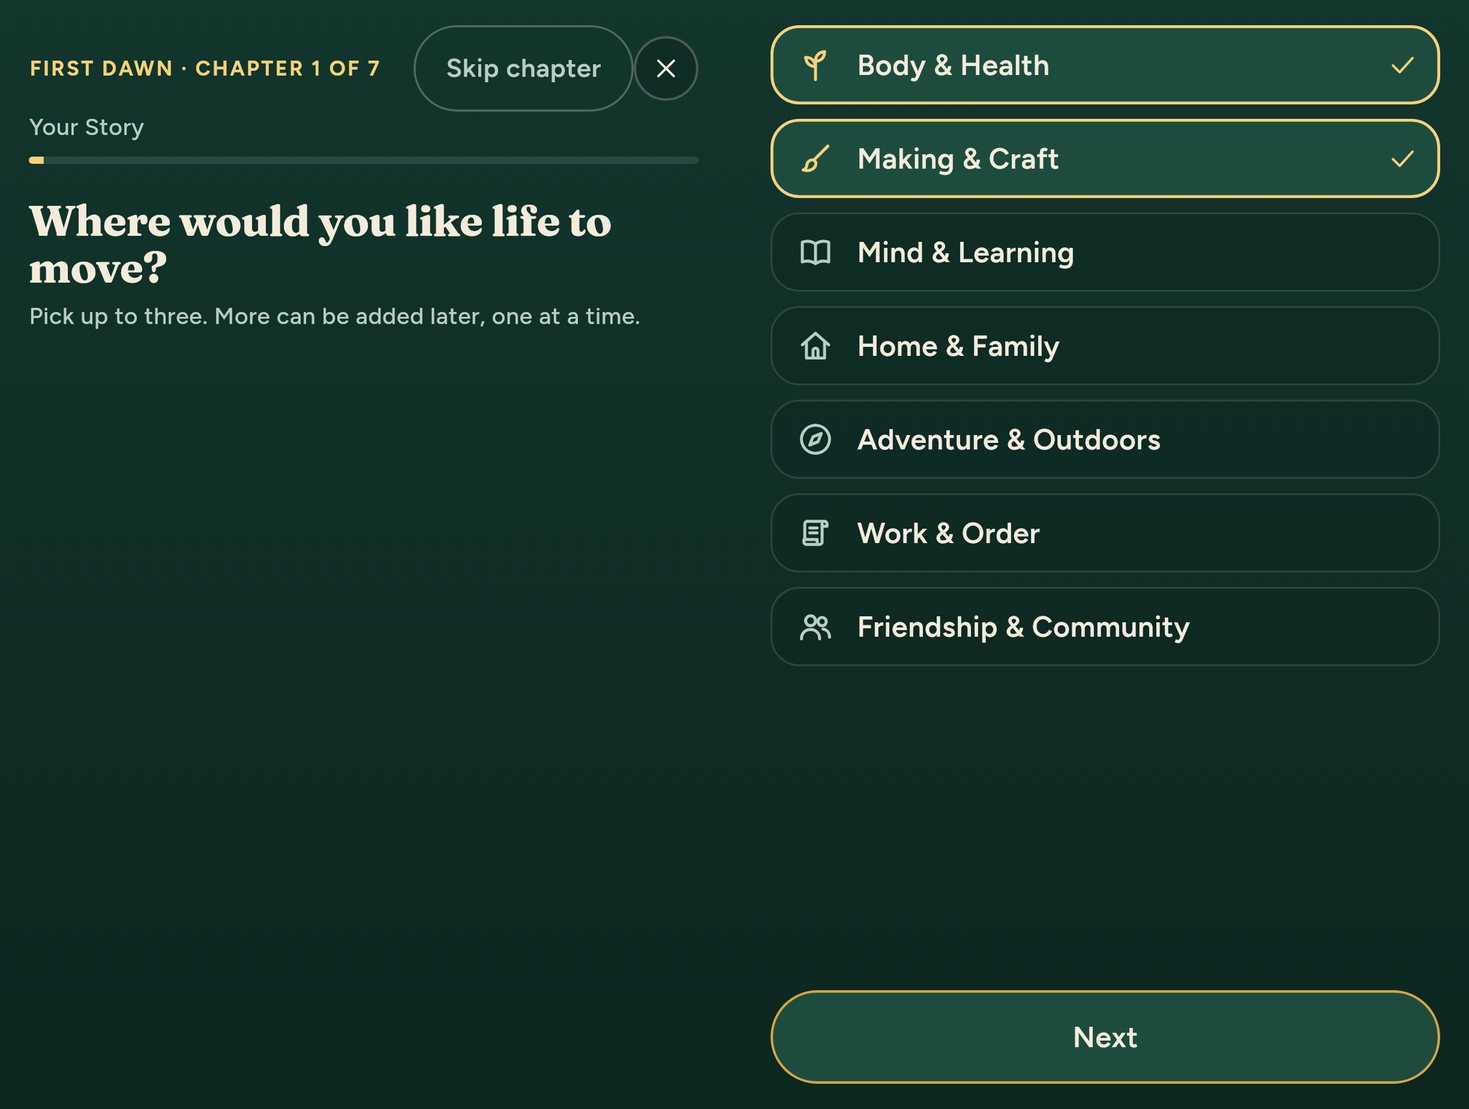 FIRST DAWN · CHAPTER 1 OF 7
Skip chapter
Your Story
Where would you like life to
move?
Pick up to three. More can be added later, one at a time.
Body & Health
Making & Craft
Mind & Learning
Home & Family
Adventure & Outdoors
Work & Order
Friendship & Community
Next